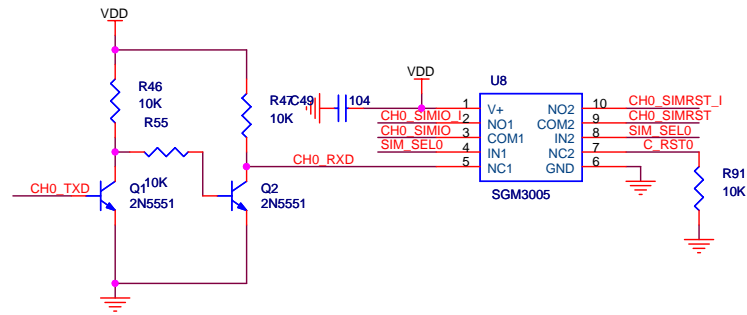 VDD
R46
10K
R55
10K
R47
10K
C49
104
VDD
CH0_TXD
Q1
2N5551
Q2
2N5551
CH0_RXD
U8
CH0_SIMIO_I
CH0_SIMIO
SIM_SEL0
1 V+ NO2 10 CH0_SIMRST_I
2 NO1 COM2 9 CH0_SIMRST
3 COM1 IN2 8 SIM_SEL0
4 IN1 NC2 7 C_RST0
5 NC1 GND 6
SGM3005
R91
10K